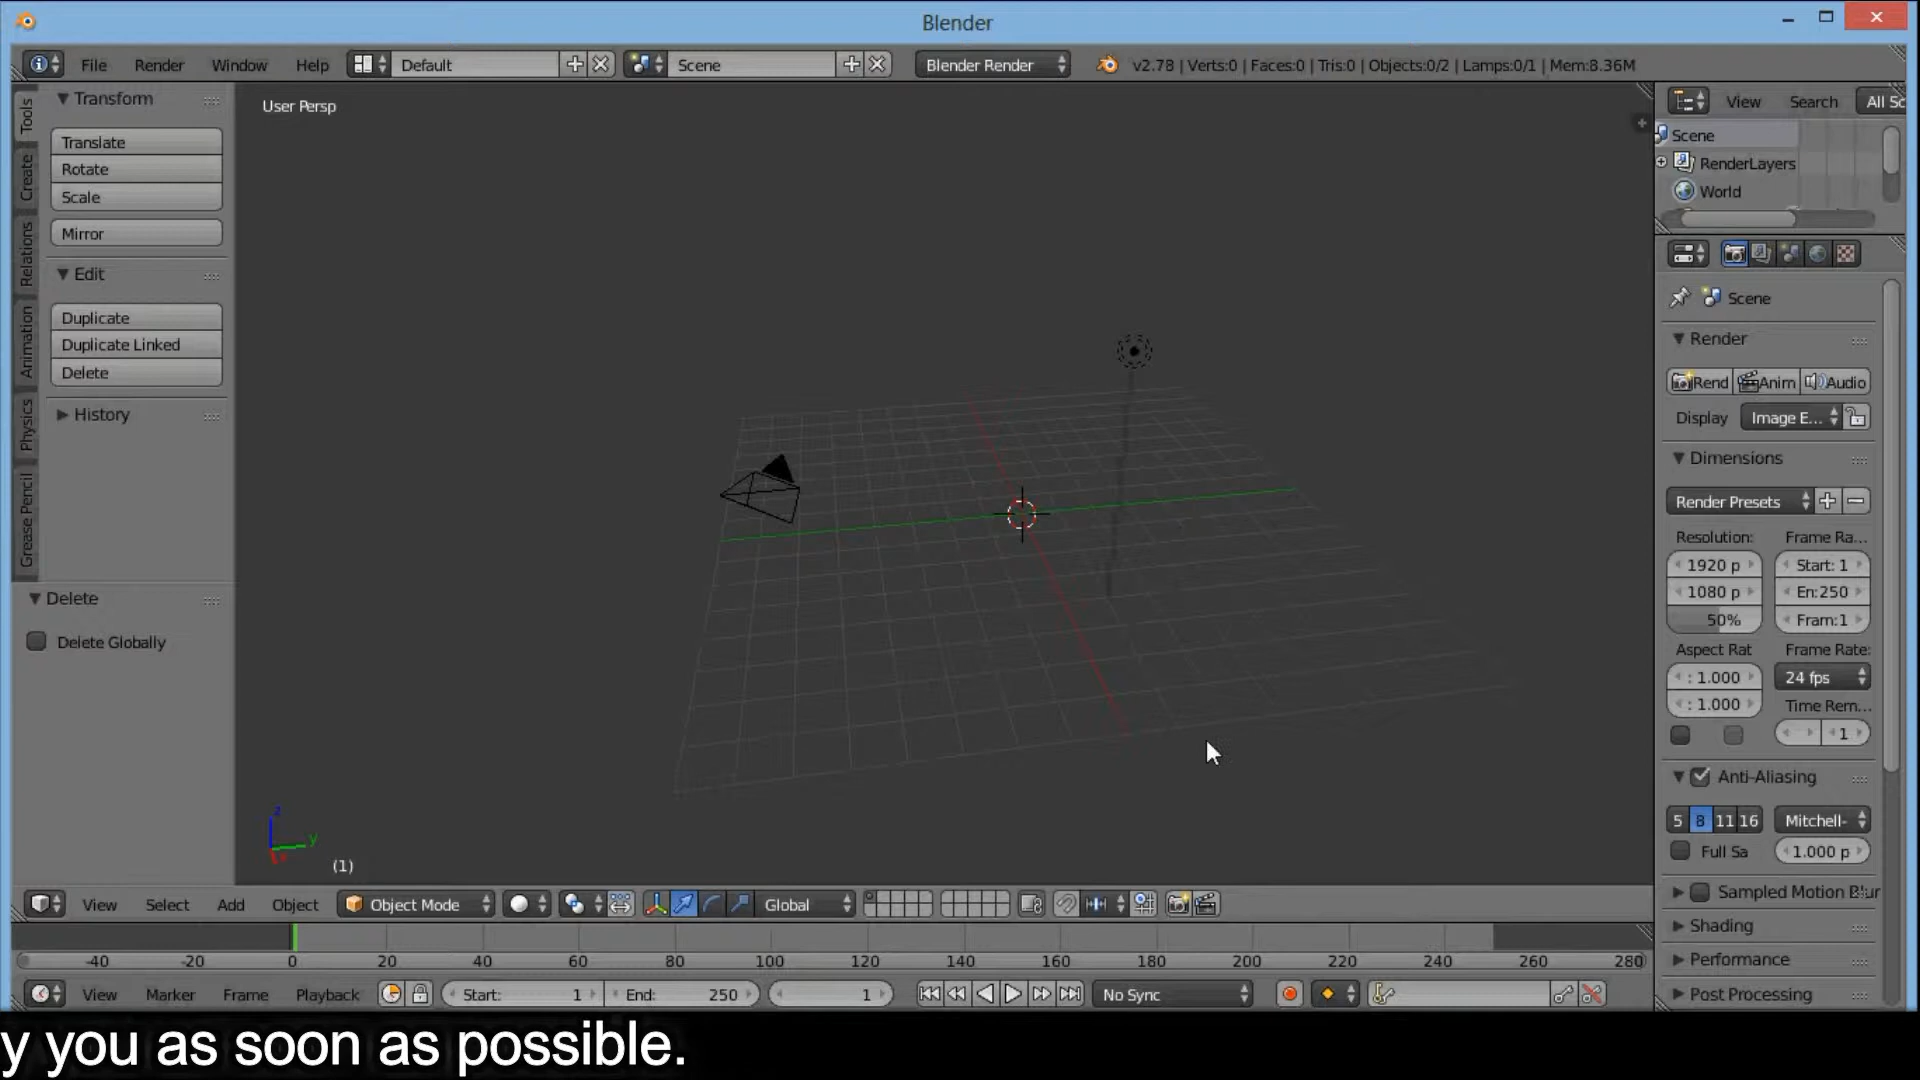 Blender
File Render Window Help Default Scene Blender Render v2.78 | Verts:0 | Faces:0 | Tris:0 | Objects:0/2 | Lamps:0/1 | Mem:8.36M
Tools
Create
Relations
Animation
Physics
Grease Pencil
Transform
Translate
Rotate
Scale
Mirror
Edit
Duplicate
Duplicate Linked
Delete
History
Delete
Delete Globally
User Persp
z
y
x
(1)
View Search All Sc
Scene
RenderLayers
World
Scene
Render
Rend Anim Audio
Display Image E...
Dimensions
Render Presets
Resolution: Frame Ra...
1920 p Start: 1
1080 p En:250
50% Fram:1
Aspect Rat Frame Rate:
: 1.000 24 fps
: 1.000 Time Rem...
1
Anti-Aliasing
5 8 11 16 Mitchell-
Full Sa 1.000 p
Sampled Motion Blur
Shading
Performance
Post Processing
View Select Add Object Object Mode Global
-40 -20 0 20 40 60 80 100 120 140 160 180 200 220 240 260 280
View Marker Frame Playback Start: 1 End: 250 1 No Sync
y you as soon as possible.